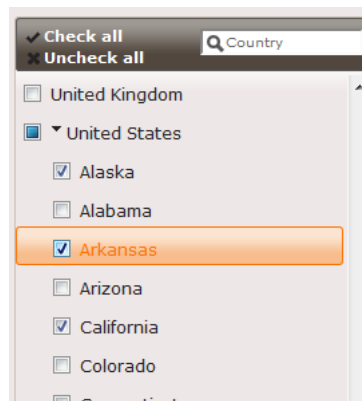 Check all
Country
Uncheck all
United Kingdom
United States
Alaska
Alabama
Arkansas
Arizona
California
Colorado